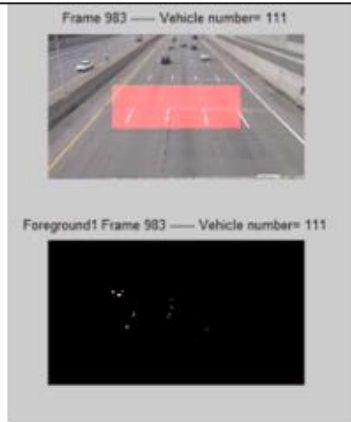 Frame 983 ----- Vehicle number= 111
Foreground1 Frame 983 ----- Vehicle number= 111